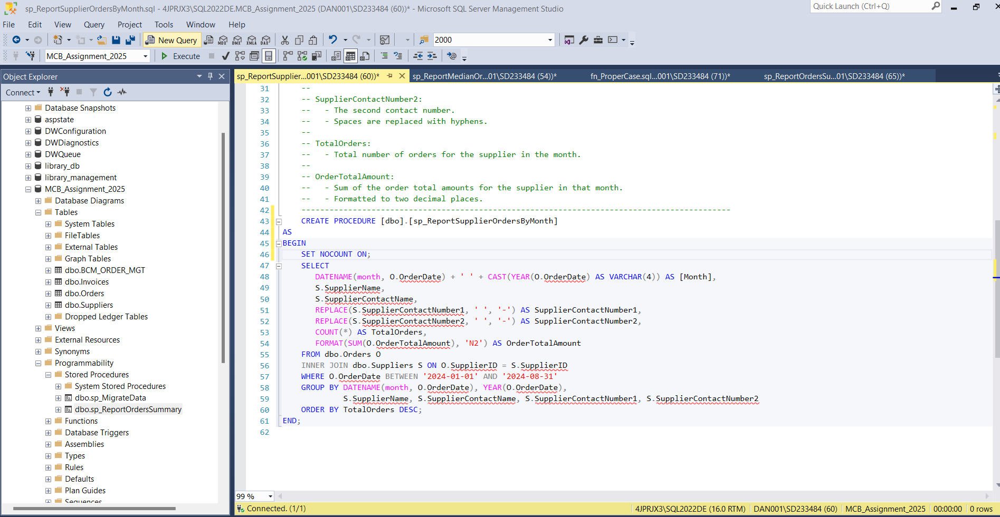 sp_ReportSupplierOrdersByMonth.sql - 4JPRJX3\SQL2022DE.MCB_Assignment_2025 (DAN001\SD233484 (60))* - Microsoft SQL Server Management Studio
Quick Launch (Ctrl+Q)
File Edit View Query Project Tools Window Help
New Query
MDX DMX XMLA DAX
2000
MCB_Assignment_2025
Execute
Object Explorer
Connect
Database Snapshots
aspstate
DWConfiguration
DWDiagnostics
DWQueue
library_db
library_management
MCB_Assignment_2025
Database Diagrams
Tables
System Tables
FileTables
External Tables
Graph Tables
dbo.BCM_ORDER_MGT
dbo.Invoices
dbo.Orders
dbo.Suppliers
Dropped Ledger Tables
Views
External Resources
Synonyms
Programmability
Stored Procedures
System Stored Procedures
dbo.sp_MigrateData
dbo.sp_ReportOrdersSummary
Functions
Database Triggers
Assemblies
Types
Rules
Defaults
Plan Guides
Sequences
sp_ReportSupplier...001\SD233484 (60))* sp_ReportMedianOr...01\SD233484 (54))* fn_ProperCase.sql...001\SD233484 (71))* sp_ReportOrdersSu...01\SD233484 (65))*
31 --
32 -- SupplierContactNumber2:
33 -- - The second contact number.
34 -- - Spaces are replaced with hyphens.
35 --
36 -- TotalOrders:
37 -- - Total number of orders for the supplier in the month.
38 --
39 -- OrderTotalAmount:
40 -- - Sum of the order total amounts for the supplier in that month.
41 -- - Formatted to two decimal places.
42 --------------------------------------------------------------------------------------------
43 CREATE PROCEDURE [dbo].[sp_ReportSupplierOrdersByMonth]
44 AS
45 BEGIN
46 SET NOCOUNT ON;
47 SELECT
48 DATENAME(month, O.OrderDate) + ' ' + CAST(YEAR(O.OrderDate) AS VARCHAR(4)) AS [Month],
49 S.SupplierName,
50 S.SupplierContactName,
51 REPLACE(S.SupplierContactNumber1, ' ', '-') AS SupplierContactNumber1,
52 REPLACE(S.SupplierContactNumber2, ' ', '-') AS SupplierContactNumber2,
53 COUNT(*) AS TotalOrders,
54 FORMAT(SUM(O.OrderTotalAmount), 'N2') AS OrderTotalAmount
55 FROM dbo.Orders O
56 INNER JOIN dbo.Suppliers S ON O.SupplierID = S.SupplierID
57 WHERE O.OrderDate BETWEEN '2024-01-01' AND '2024-08-31'
58 GROUP BY DATENAME(month, O.OrderDate), YEAR(O.OrderDate),
59 S.SupplierName, S.SupplierContactName, S.SupplierContactNumber1, S.SupplierContactNumber2
60 ORDER BY TotalOrders DESC;
61 END;
62
99 %
Connected. (1/1)
4JPRJX3\SQL2022DE (16.0 RTM) DAN001\SD233484 (60) MCB_Assignment_2025 00:00:00 0 rows